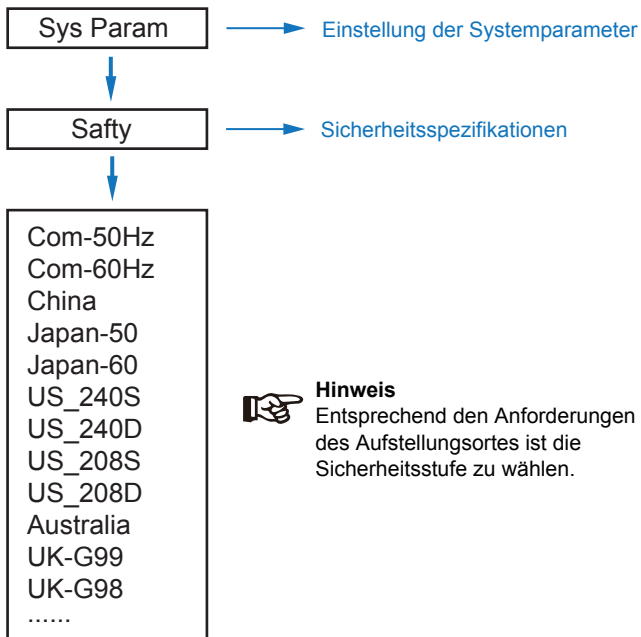 Sys Param
Einstellung der Systemparameter
Safty
Sicherheitsspezifikationen
Com-50Hz
Com-60Hz
China
Japan-50
Japan-60
US_240S
US_240D
US_208S
US_208D
Australia
UK-G99
UK-G98
......
Hinweis
Entsprechend den Anforderungen
des Aufstellungsortes ist die
Sicherheitsstufe zu wählen.